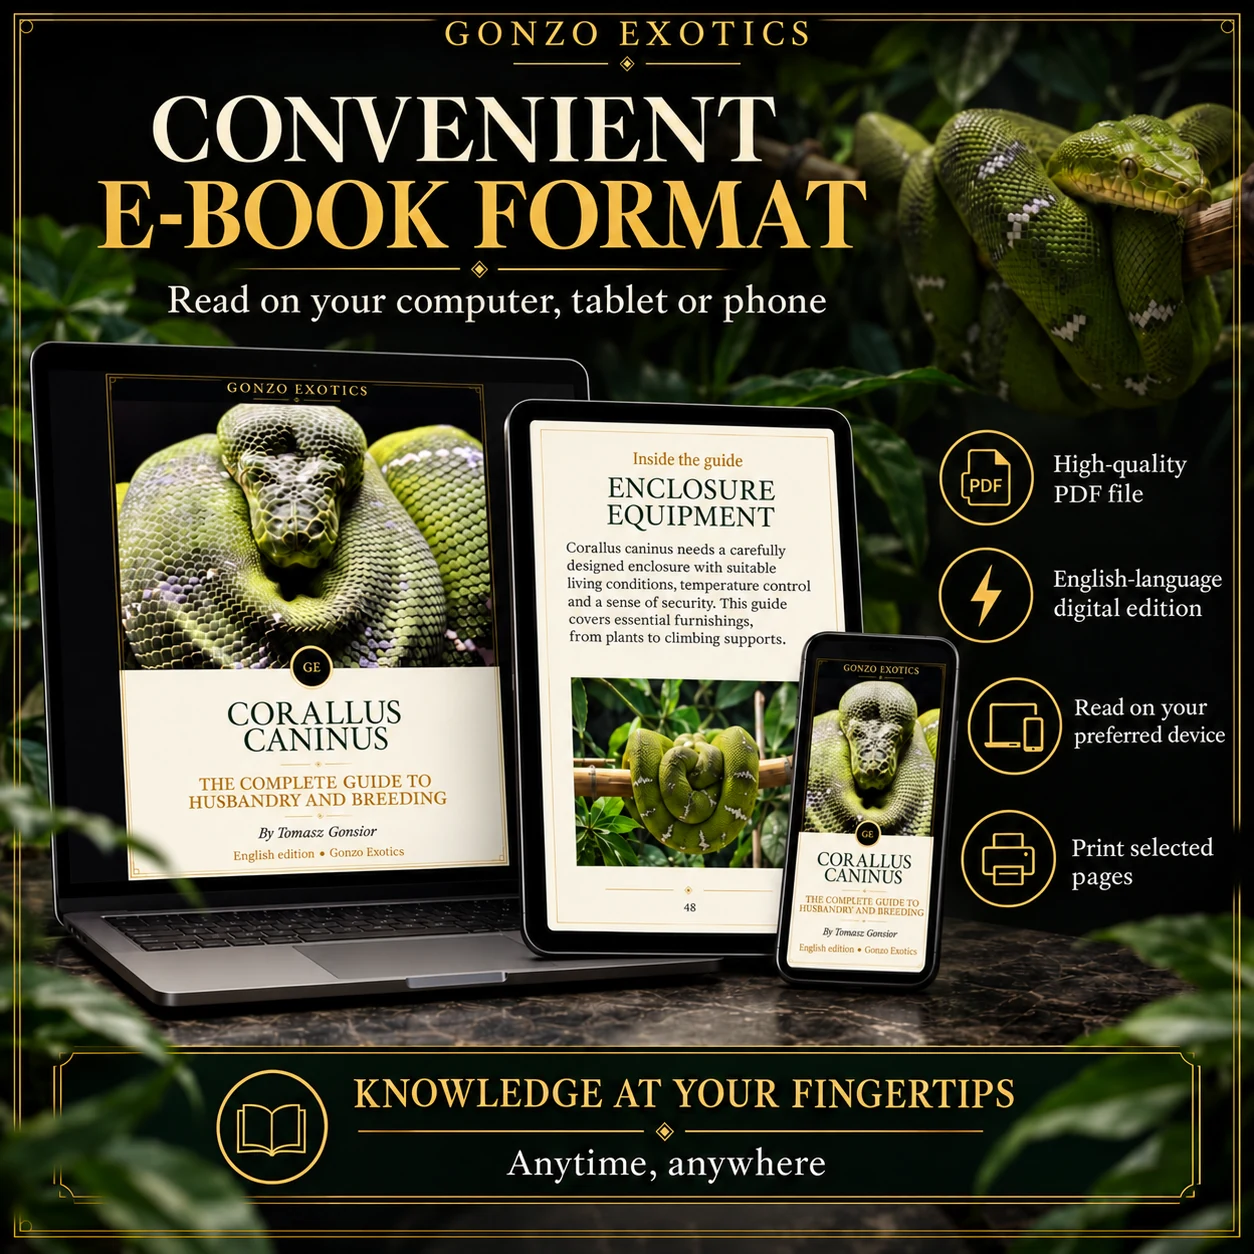 GONZO EXOTICS
CONVENIENT
E-BOOK FORMAT
Read on your computer, tablet or phone
GONZO EXOTICS
GE
CORALLUS
CANINUS
THE COMPLETE GUIDE TO
HUSBANDRY AND BREEDING
By Tomasz Gonsior
English edition • Gonzo Exotics
Inside the guide
ENCLOSURE
EQUIPMENT
Corallus caninus needs a carefully
designed enclosure with suitable
living conditions, temperature control
and a sense of security. This guide
covers essential furnishings,
from plants to climbing supports.
48
GONZO EXOTICS
GE
CORALLUS
CANINUS
THE COMPLETE GUIDE TO
HUSBANDRY AND BREEDING
By Tomasz Gonsior
English edition • Gonzo Exotics
PDF
High-quality
PDF file
English-language
digital edition
Read on your
preferred device
Print selected
pages
KNOWLEDGE AT YOUR FINGERTIPS
Anytime, anywhere